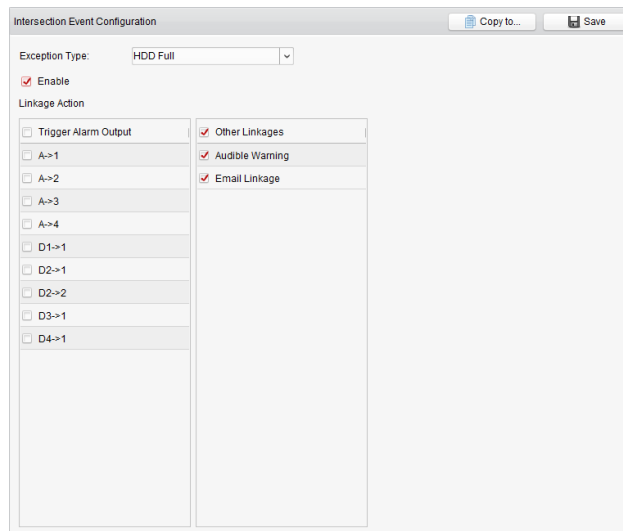 Intersection Event Configuration
Copy to...
Save
Exception Type:
HDD Full
Enable
Linkage Action
Trigger Alarm Output
Other Linkages
A->1
Audible Warning
A->2
Email Linkage
A->3
A->4
D1->1
D2->1
D2->2
D3->1
D4->1